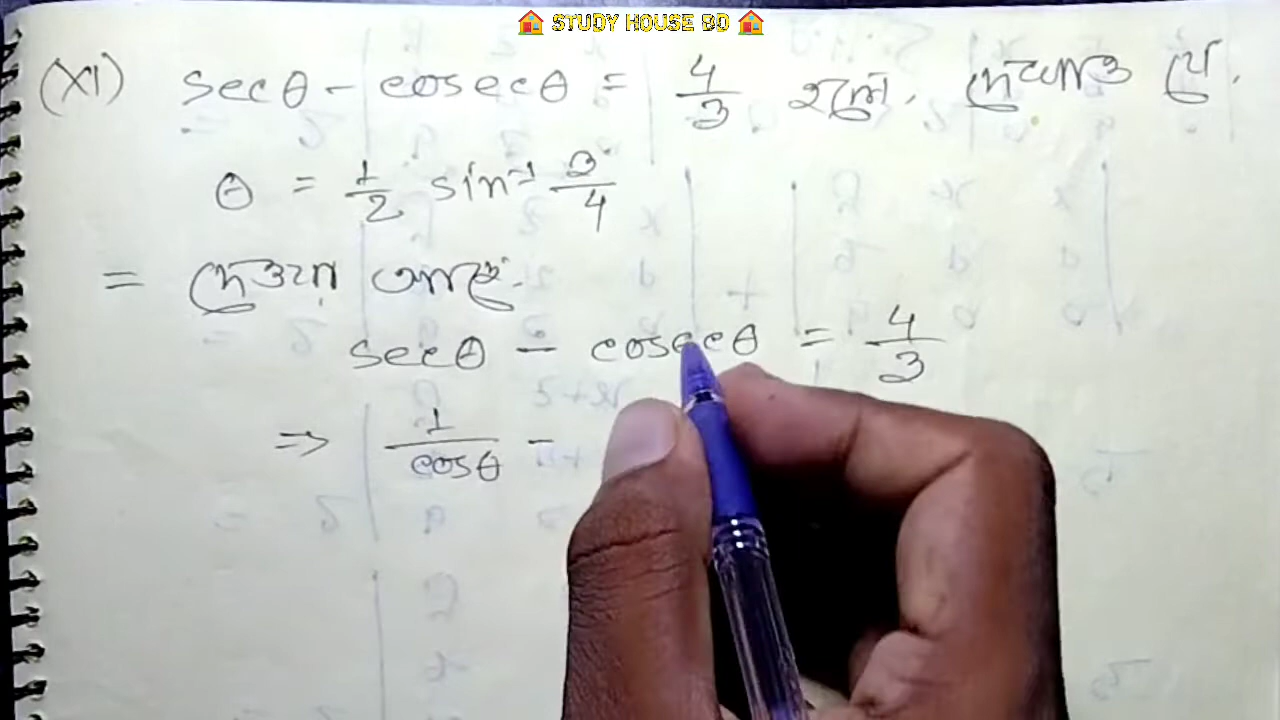 🏠 STUDY HOUSE BD 🏠
(XI) secθ - cosecθ = 4/3 হলে, দেখাও যে,
θ = 1/2 sin⁻¹ 3/4
= দেওয়া আছে,
secθ - cosecθ = 4/3
⇒ 1/cosθ -